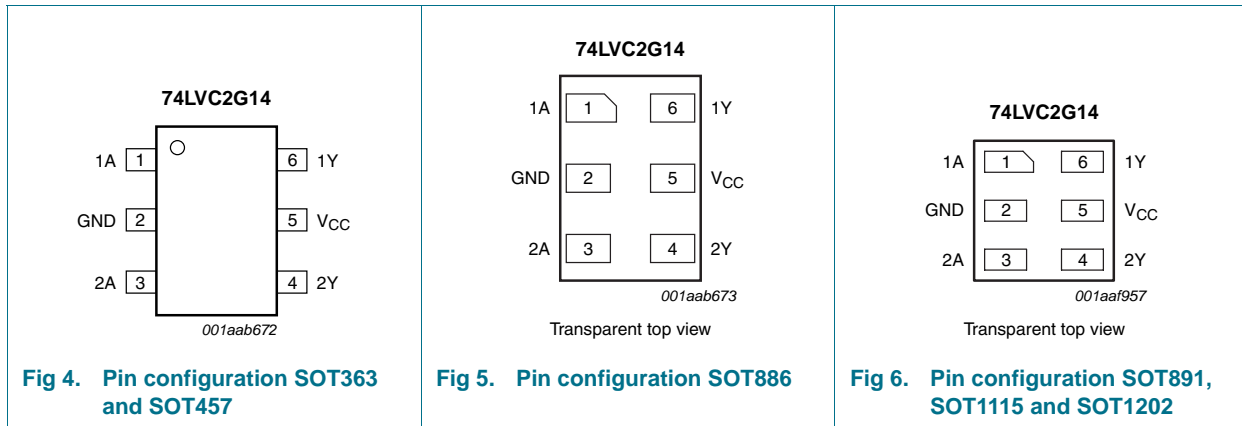 74LVC2G14
1A 1 6 1Y
GND 2 5 VCC
2A 3 4 2Y
001aab672
Fig 4. Pin configuration SOT363
and SOT457
74LVC2G14
1A 1 6 1Y
GND 2 5 VCC
2A 3 4 2Y
001aab673
Transparent top view
Fig 5. Pin configuration SOT886
74LVC2G14
1A 1 6 1Y
GND 2 5 VCC
2A 3 4 2Y
001aaf957
Transparent top view
Fig 6. Pin configuration SOT891,
SOT1115 and SOT1202